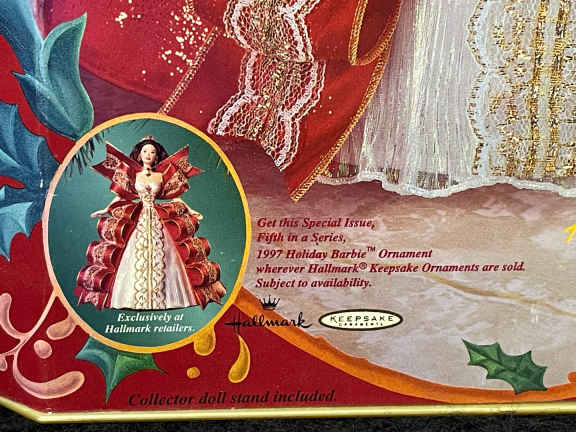 Get this Special Issue,
Fifth in a Series,
1997 Holiday Barbie™ Ornament
wherever Hallmark® Keepsake Ornaments are sold.
Subject to availability.
Exclusively at
Hallmark retailers.
Hallmark
KEEPSAKE
ORNAMENTS
Collector doll stand included.